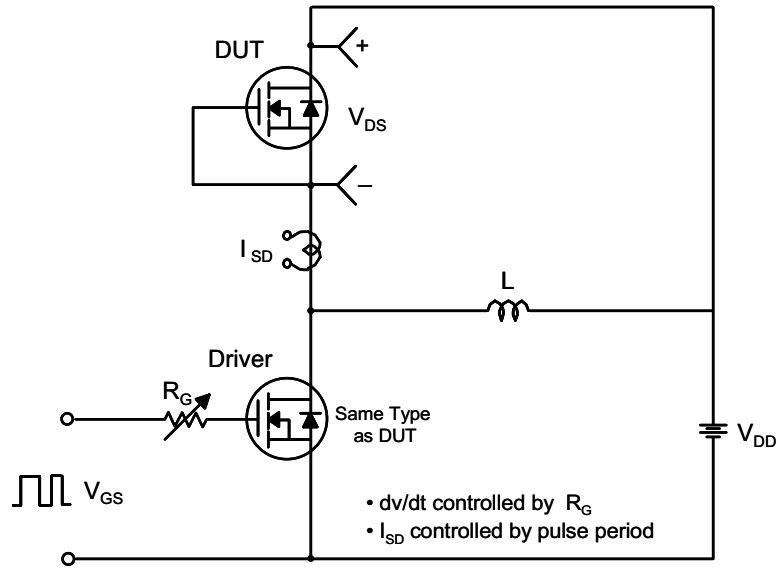 DUT
+
V_DS
–
I_SD
L
Driver
R_G
Same Type
as DUT
V_DD
V_GS
• dv/dt controlled by R_G
• I_SD controlled by pulse period